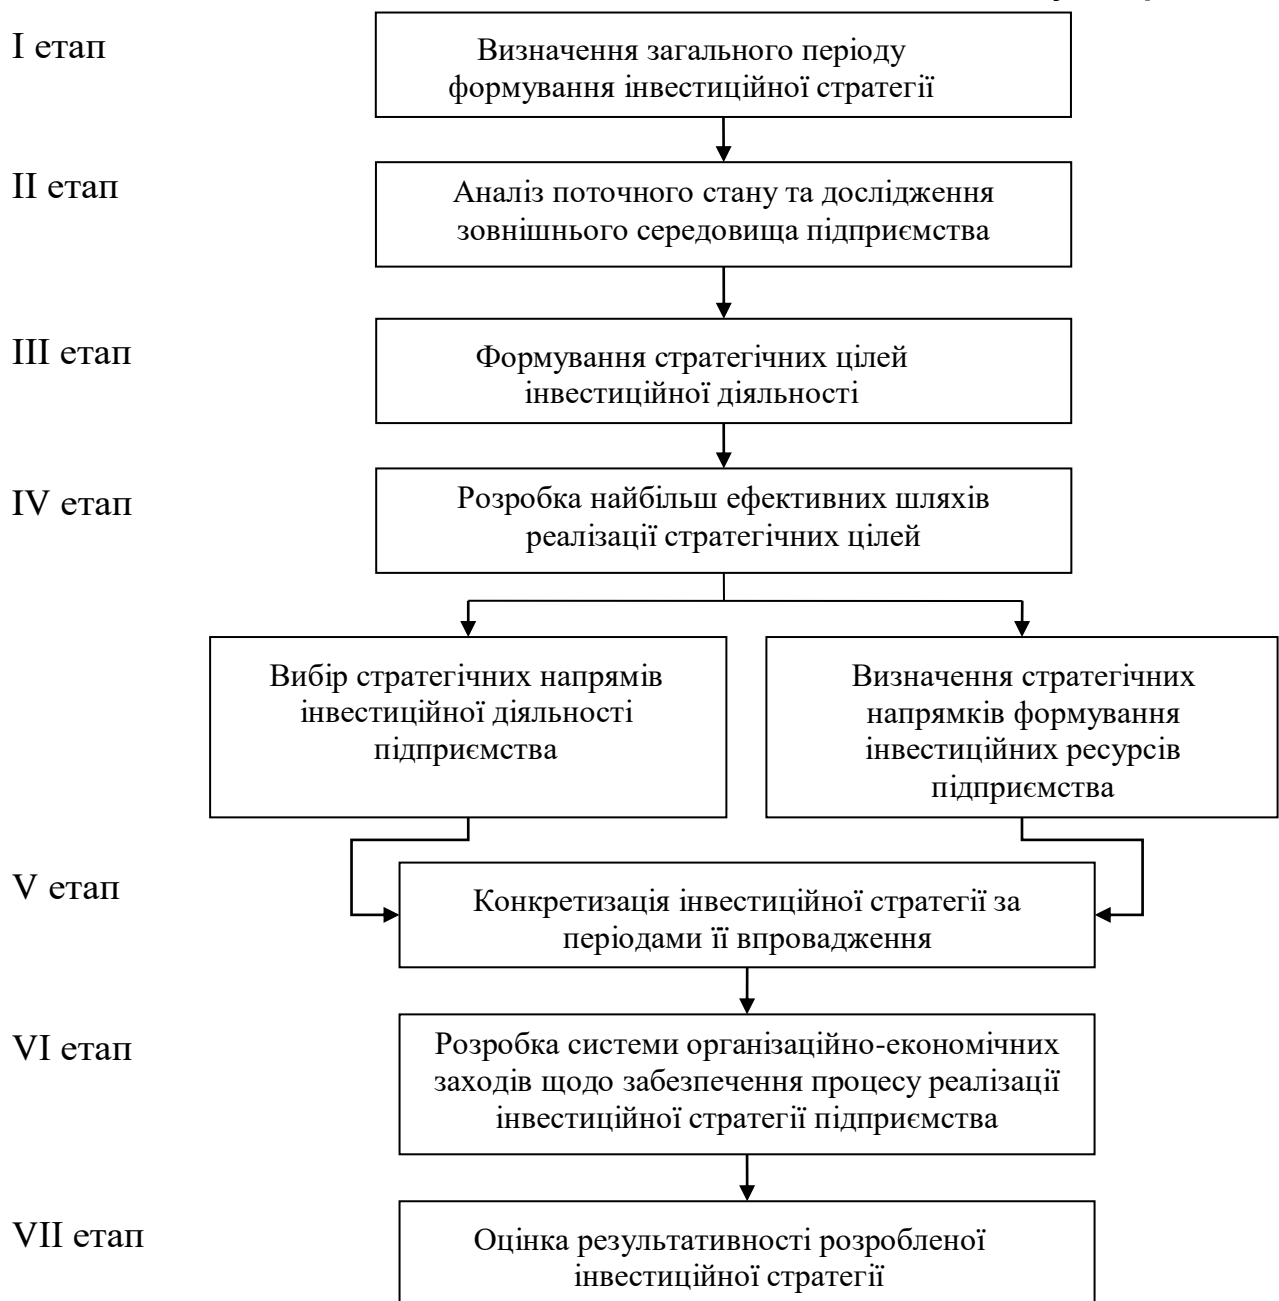 І етап
Визначення загального періоду
формування інвестиційної стратегії
ІІ етап
Аналіз поточного стану та дослідження
зовнішнього середовища підприємства
ІІІ етап
Формування стратегічних цілей
інвестиційної діяльності
IV етап
Розробка найбільш ефективних шляхів
реалізації стратегічних цілей
Вибір стратегічних напрямів
інвестиційної діяльності
підприємства
Визначення стратегічних
напрямків формування
інвестиційних ресурсів
підприємства
V етап
Конкретизація інвестиційної стратегії за
періодами її впровадження
VI етап
Розробка системи організаційно-економічних
заходів щодо забезпечення процесу реалізації
інвестиційної стратегії підприємства
VII етап
Оцінка результативності розробленої
інвестиційної стратегії